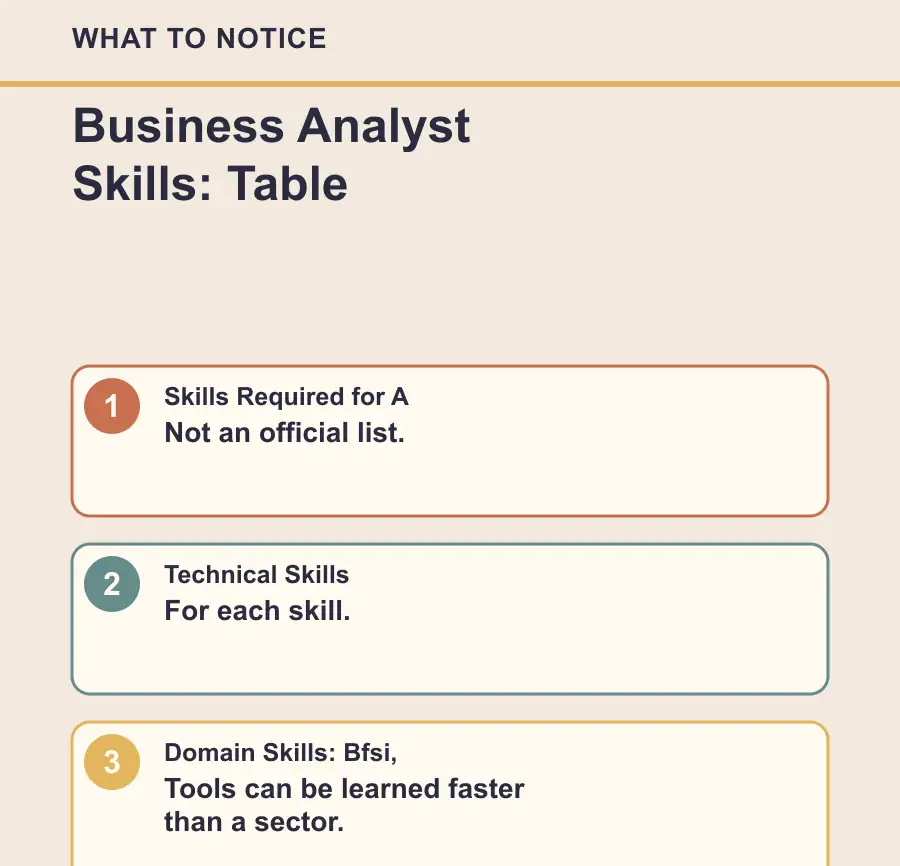 WHAT TO NOTICE
Business Analyst
Skills: Table
1
Skills Required for A
Not an official list.
2
Technical Skills
For each skill.
3
Domain Skills: Bfsi,
Tools can be learned faster
than a sector.